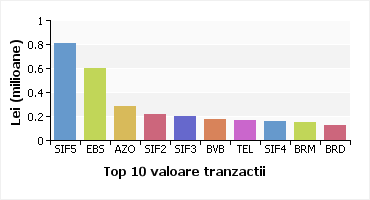 Lei (milioane)
1
0.8
0.6
0.4
0.2
0
SIF5 EBS AZO SIF2 SIF3 BVB TEL SIF4 BRM BRD
Top 10 valoare tranzactii